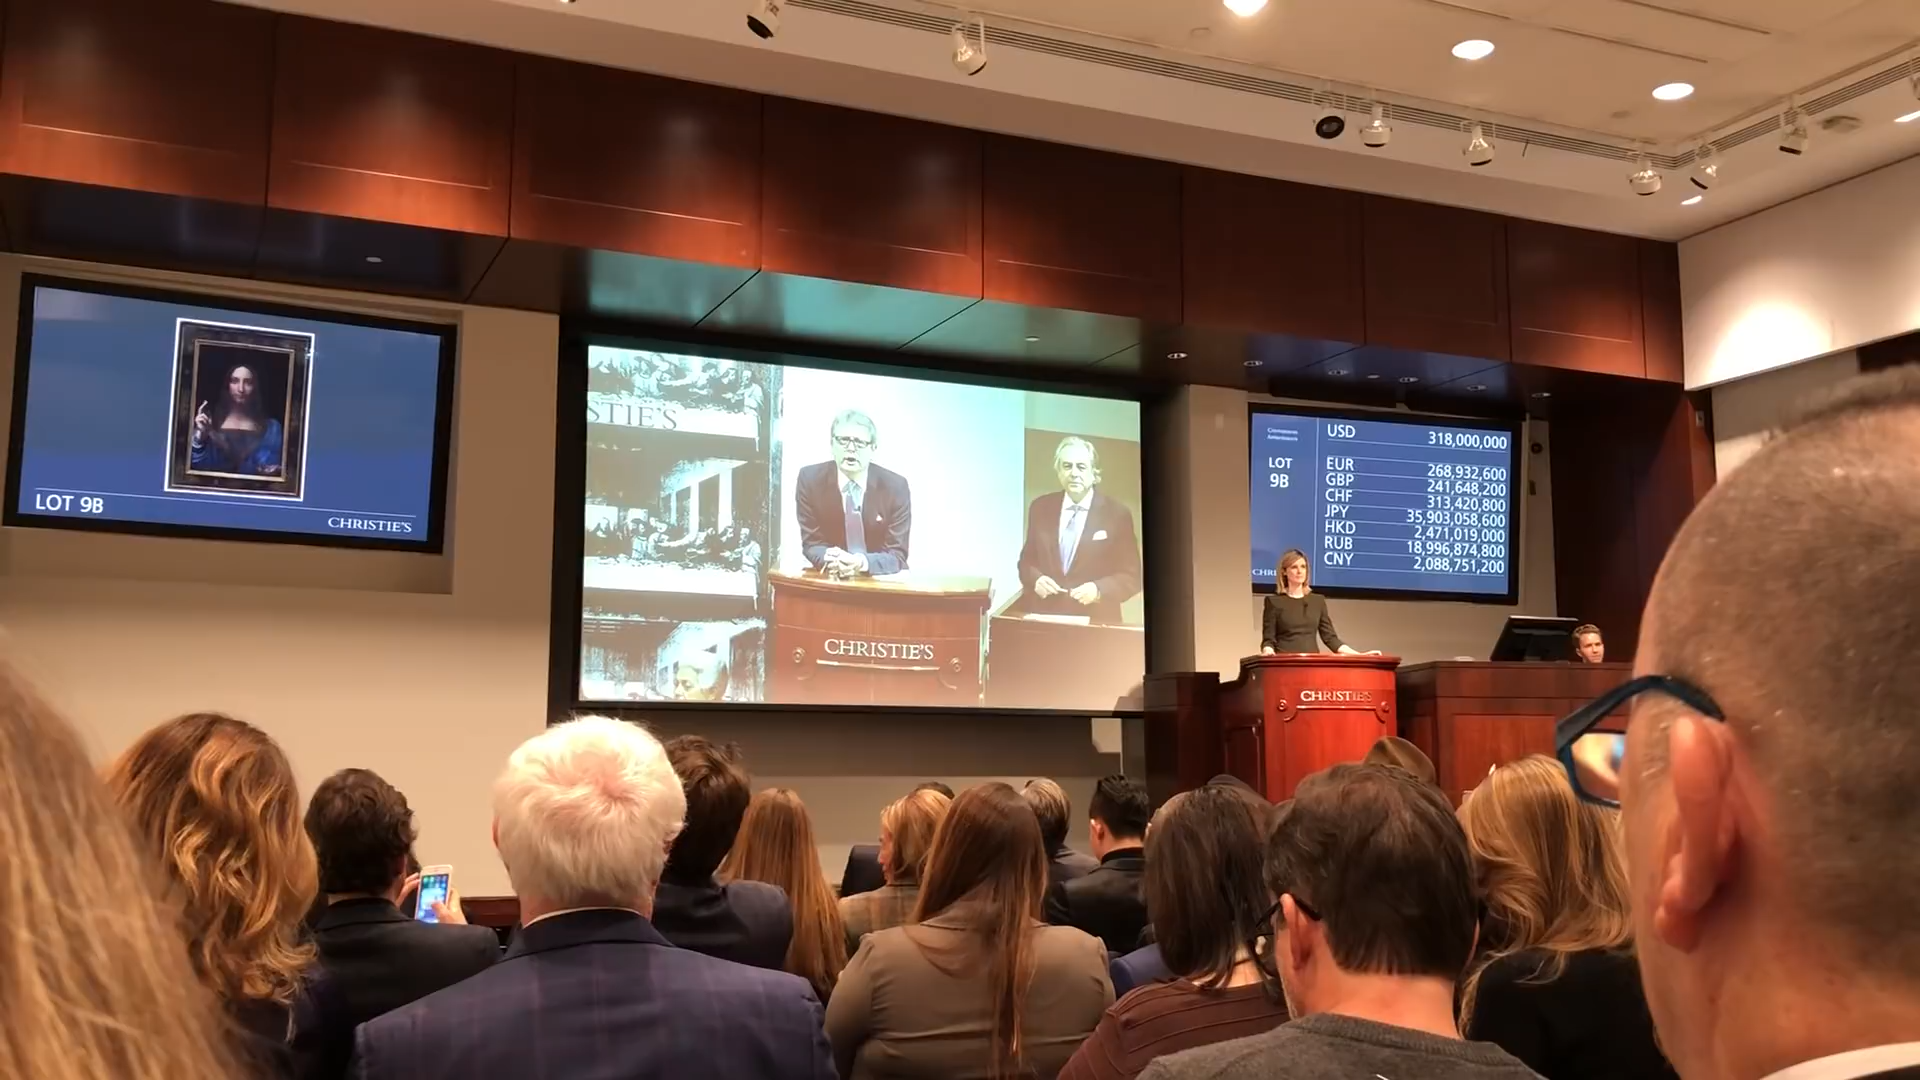 LOT 9B
CHRISTIE'S
STIE'S
CHRISTIE'S
LOT
9B
USD 318,000,000
EUR 268,932,600
GBP 241,648,200
CHF 313,420,800
JPY 35,903,058,600
HKD 2,471,019,000
RUB 18,996,874,800
CNY 2,088,751,200
CHRI
CHRISTIE'S